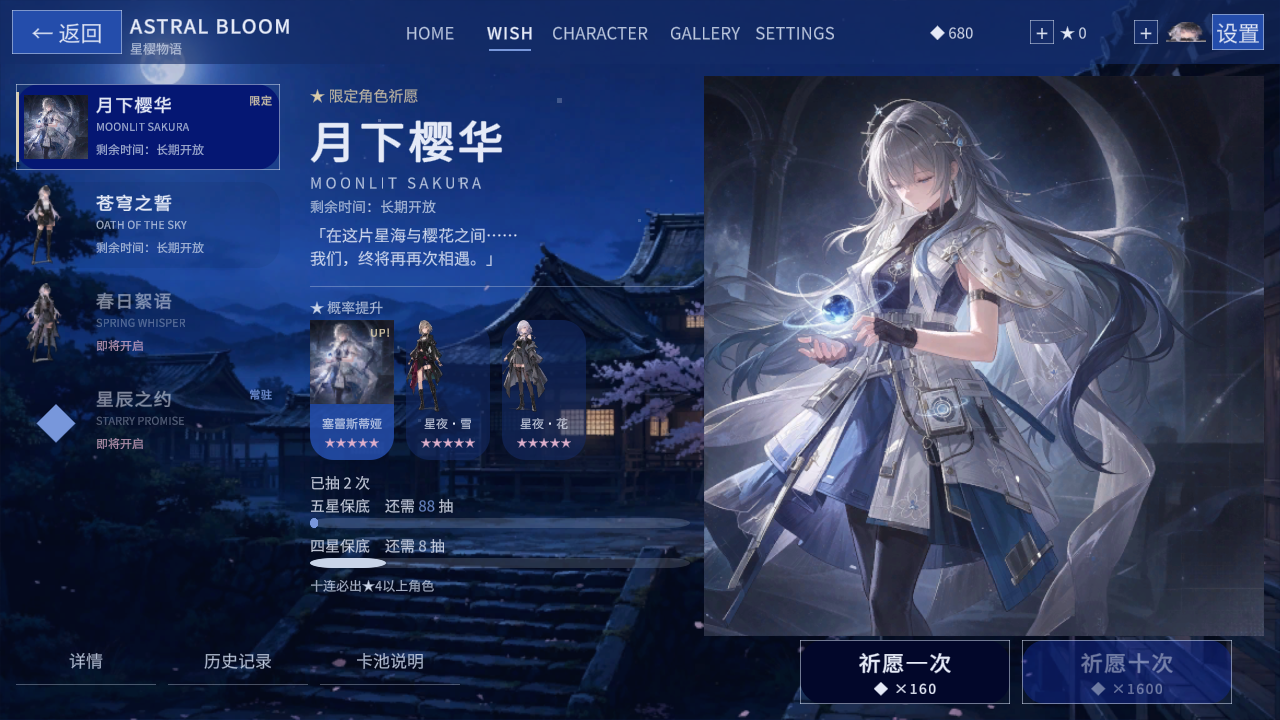 ← 返回
ASTRAL BLOOM
星樱物语
HOME
WISH
CHARACTER
GALLERY
SETTINGS
◆ 680
+
★ 0
+
设置
月下樱华
限定
MOONLIT SAKURA
剩余时间：长期开放
苍穹之誓
OATH OF THE SKY
剩余时间：长期开放
春日絮语
SPRING WHISPER
即将开启
星辰之约
常驻
STARRY PROMISE
即将开启
★ 限定角色祈愿
月下樱华
MOONLIT SAKURA
剩余时间：长期开放
「在这片星海与樱花之间……
我们，终将再再次相遇。」
★ 概率提升
UP!
塞蕾斯蒂娅
★★★★★
星夜·雪
★★★★★
星夜·花
★★★★★
已抽 2 次
五星保底 还需 88 抽
四星保底 还需 8 抽
十连必出★4以上角色
详情
历史记录
卡池说明
祈愿一次
◆ ×160
祈愿十次
◆ ×1600